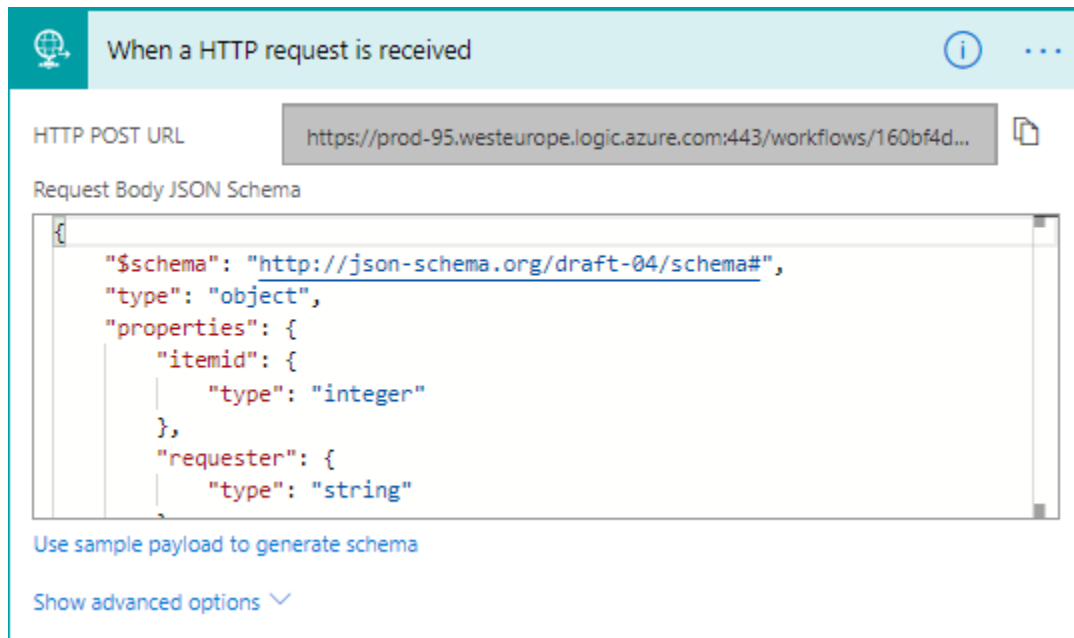 When a HTTP request is received
HTTP POST URL
https://prod-95.westeurope.logic.azure.com:443/workflows/160bf4d...
Request Body JSON Schema
{
"$schema": "http://json-schema.org/draft-04/schema#",
"type": "object",
"properties": {
"itemid": {
"type": "integer"
},
"requester": {
"type": "string"
Use sample payload to generate schema
Show advanced options